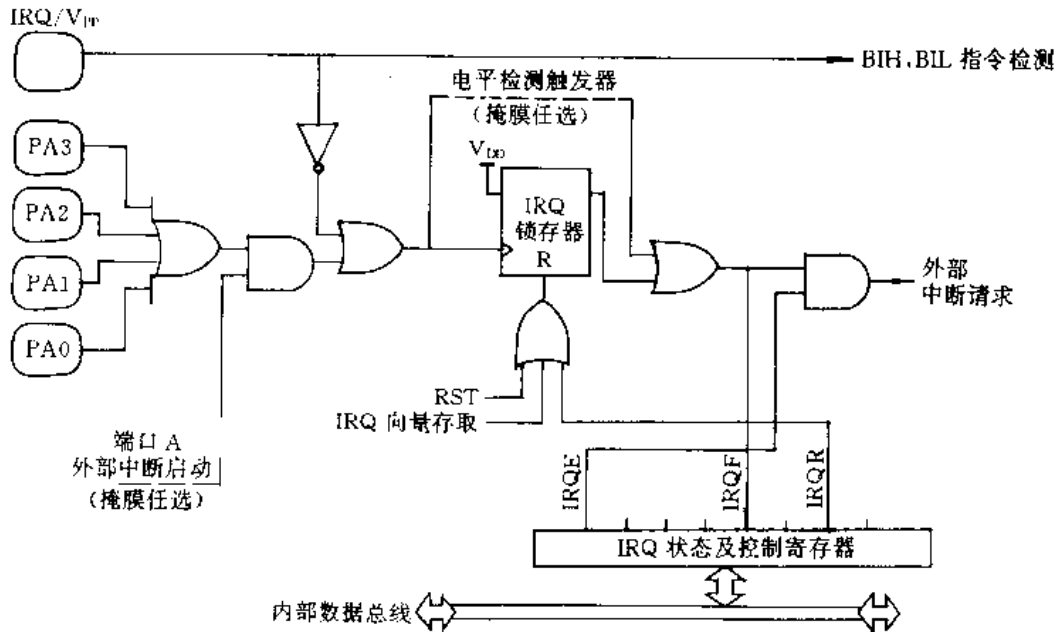 IRQ/VPP
BIH,BIL 指令检测
电平检测触发器
(掩膜任选)
PA3
VDD
PA2
IRQ
锁存器
R
PA1
外部
中断请求
PA0
RST
IRQ 向量存取
端口 A
外部中断启动
(掩膜任选)
IRQE
IRQF
IRQR
IRQ 状态及控制寄存器
内部数据总线